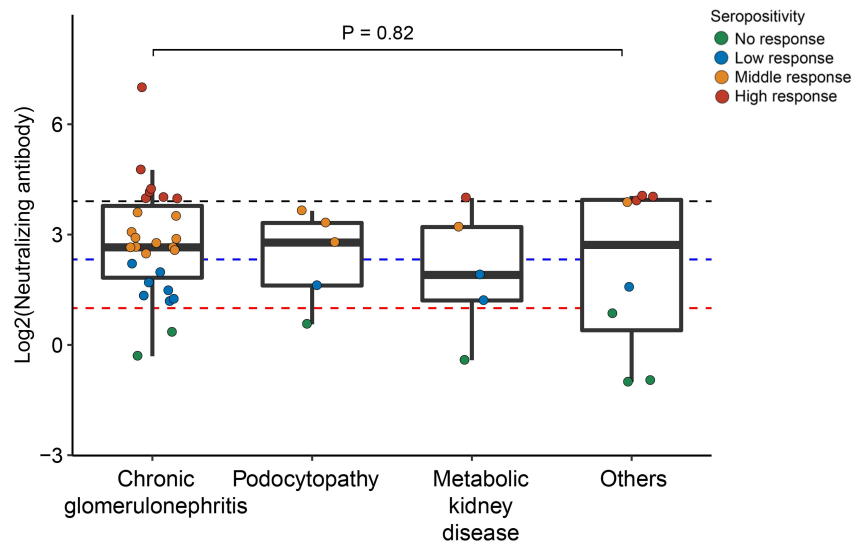 P = 0.82
Seropositivity
No response
Low response
Middle response
High response
Log2(Neutralizing antibody)
6
3
0
−3
Chronic
glomerulonephritis
Podocytopathy
Metabolic
kidney
disease
Others